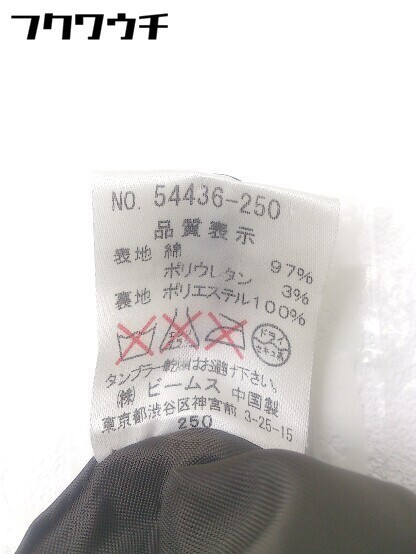 フクワウチ
NO. 54436-250
品質表示
表地 綿 97%
ポリウレタン 3%
裏地 ポリエステル100%
ドライ
タンブラー乾燥はお避け下さい。
(株) ビームス 中国製
東京都渋谷区神宮前 3-25-15
250